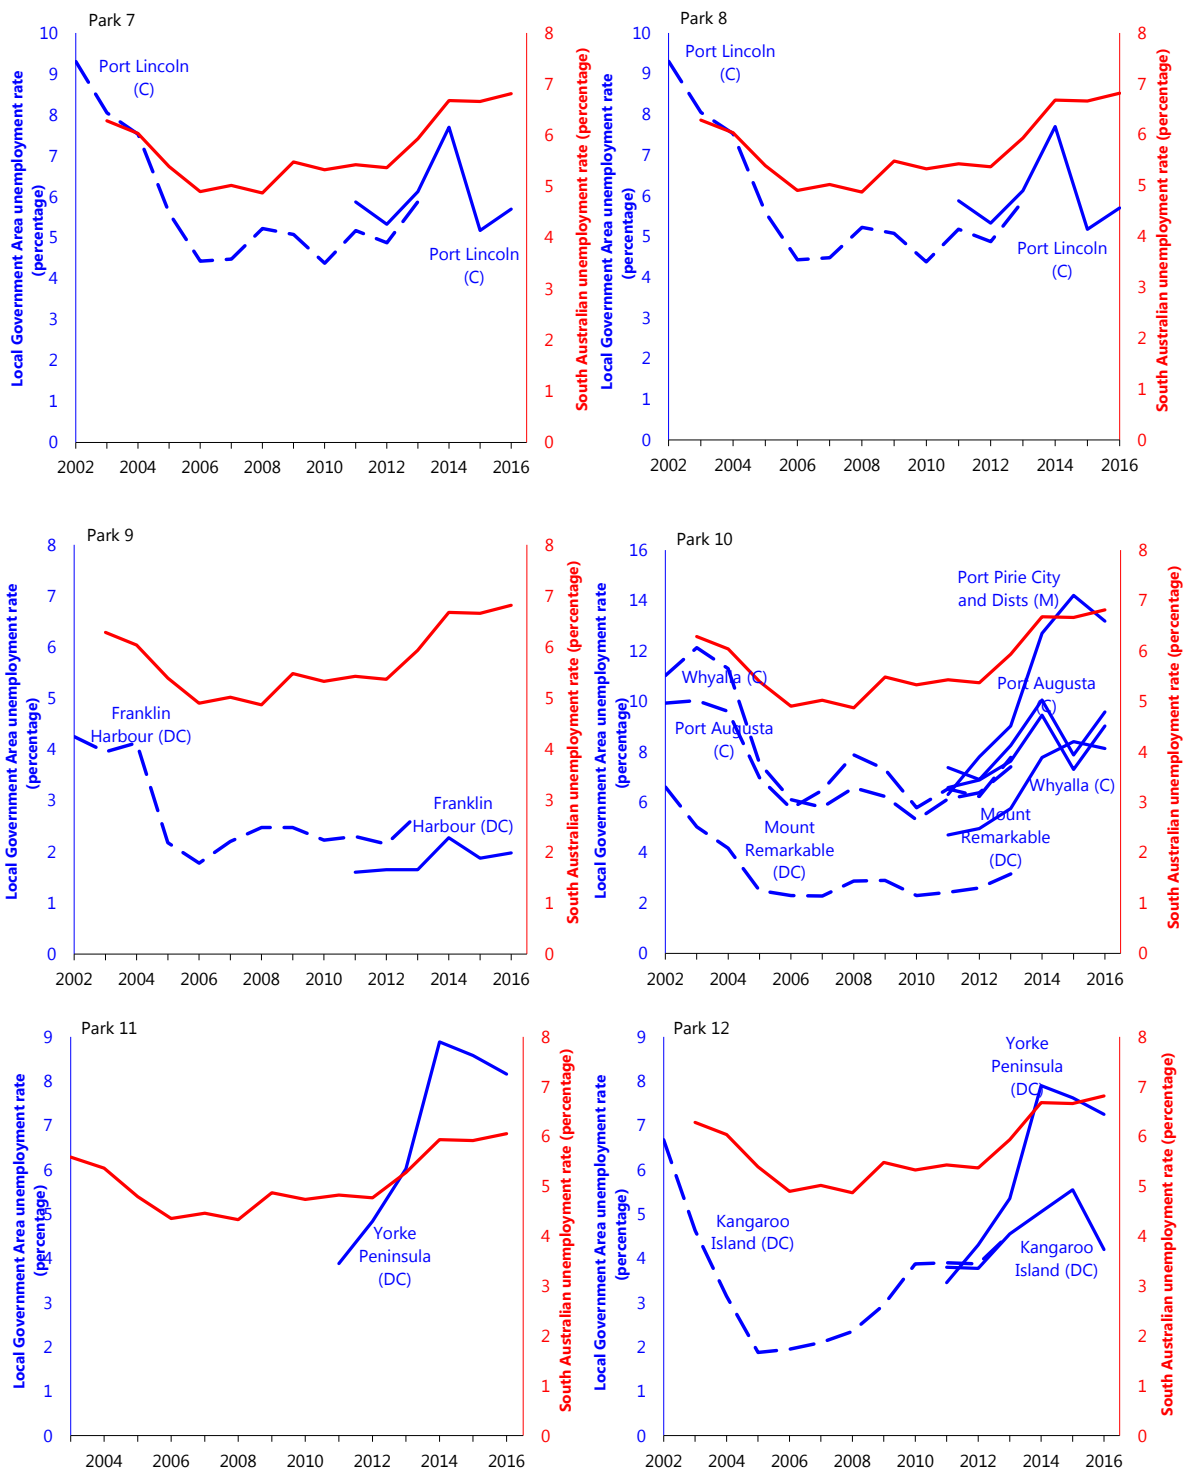 Park 7
Local Government Area unemployment rate
(percentage)
South Australian unemployment rate (percentage)
10
9
8
7
6
5
4
3
2
1
0
8
7
6
5
4
3
2
1
0
Port Lincoln
(C)
Port Lincoln
(C)
2002 2004 2006 2008 2010 2012 2014 2016
Park 8
Local Government Area unemployment rate
(percentage)
South Australian unemployment rate (percentage)
10
9
8
7
6
5
4
3
2
1
0
8
7
6
5
4
3
2
1
0
Port Lincoln
(C)
Port Lincoln
(C)
2002 2004 2006 2008 2010 2012 2014 2016
Park 9
Local Government Area unemployment rate
(percentage)
South Australian unemployment rate (percentage)
8
7
6
5
4
3
2
1
0
8
7
6
5
4
3
2
1
0
Franklin
Harbour (DC)
Franklin
Harbour (DC)
2002 2004 2006 2008 2010 2012 2014 2016
Park 10
Local Government Area unemployment rate
(percentage)
South Australian unemployment rate (percentage)
16
14
12
10
8
6
4
2
0
8
7
6
5
4
3
2
1
0
Port Pirie City
and Dists (M)
Whyalla (C)
Port Augusta
(C)
Port Augusta
(C)
Whyalla (C)
Mount
Remarkable
(DC)
Mount
Remarkable
(DC)
2002 2004 2006 2008 2010 2012 2014 2016
Park 11
Local Government Area unemployment rate
(percentage)
South Australian unemployment rate (percentage)
9
8
7
6
5
4
3
2
1
0
8
7
6
5
4
3
2
1
0
Yorke
Peninsula
(DC)
2004 2006 2008 2010 2012 2014 2016
Park 12
Local Government Area unemployment rate
(percentage)
South Australian unemployment rate (percentage)
9
8
7
6
5
4
3
2
1
0
8
7
6
5
4
3
2
1
0
Yorke
Peninsula
(DC)
Kangaroo
Island (DC)
Kangaroo
Island (DC)
2002 2004 2006 2008 2010 2012 2014 2016